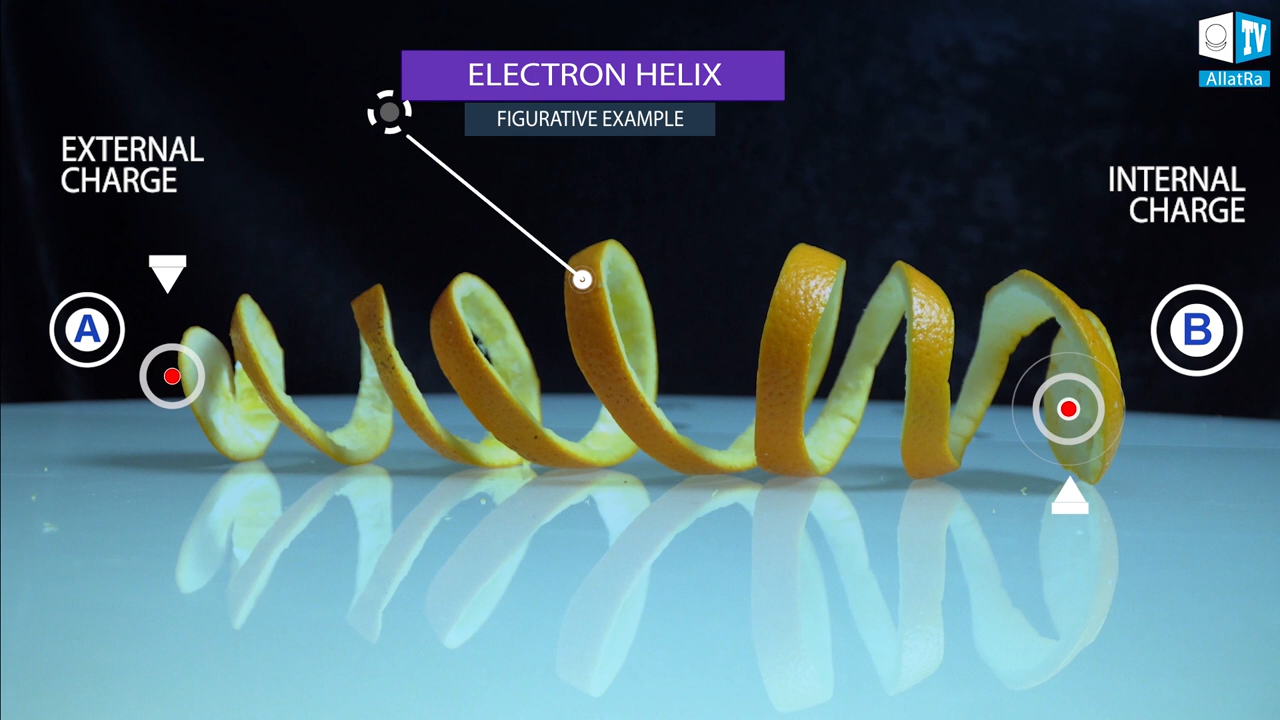 ELECTRON HELIX
FIGURATIVE EXAMPLE
EXTERNAL
CHARGE
INTERNAL
CHARGE
A
B
TV
AllatRa